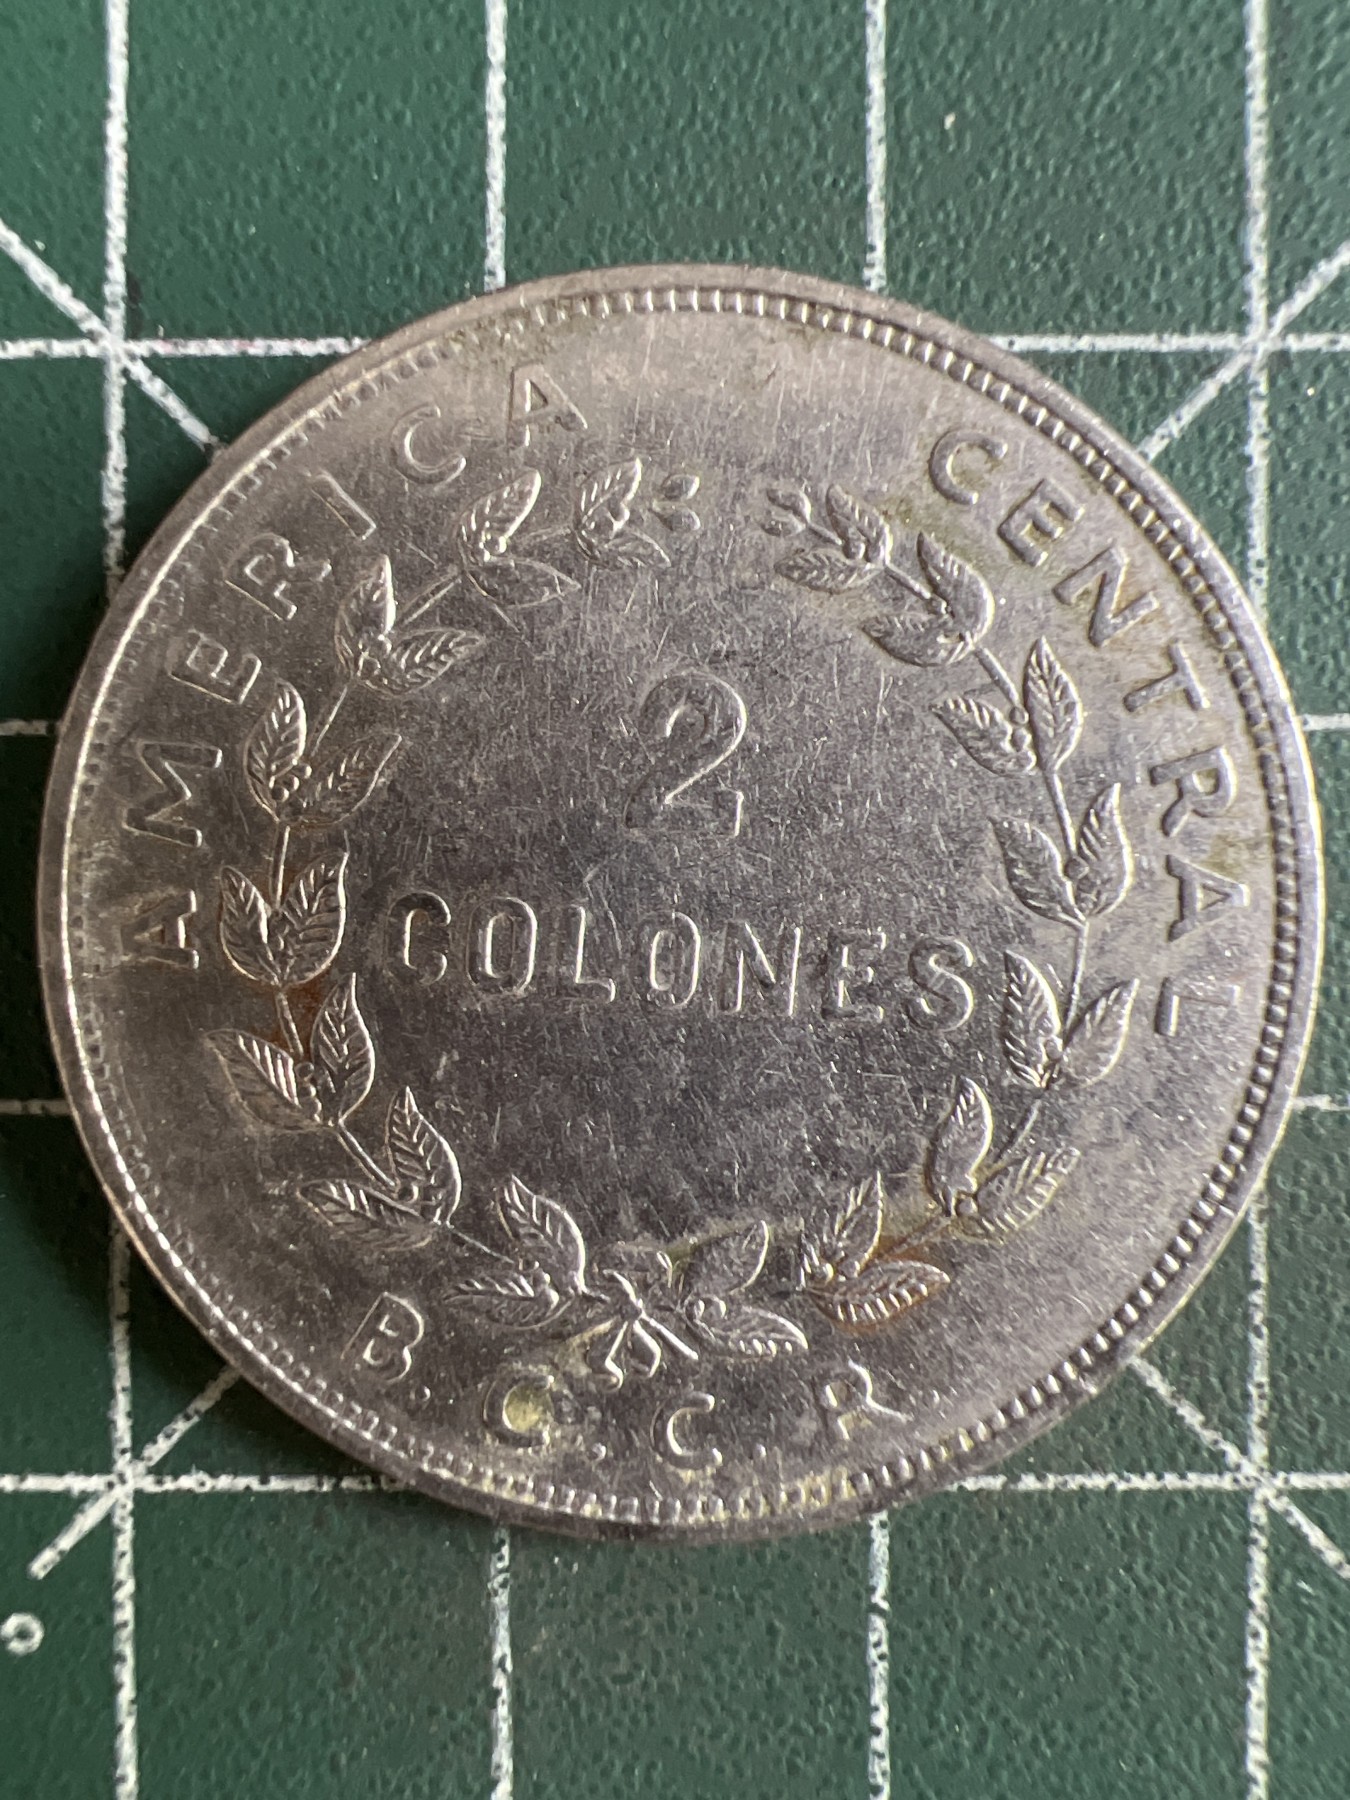 AMERICA CENTRAL
2
COLONES
B.C.C.R.